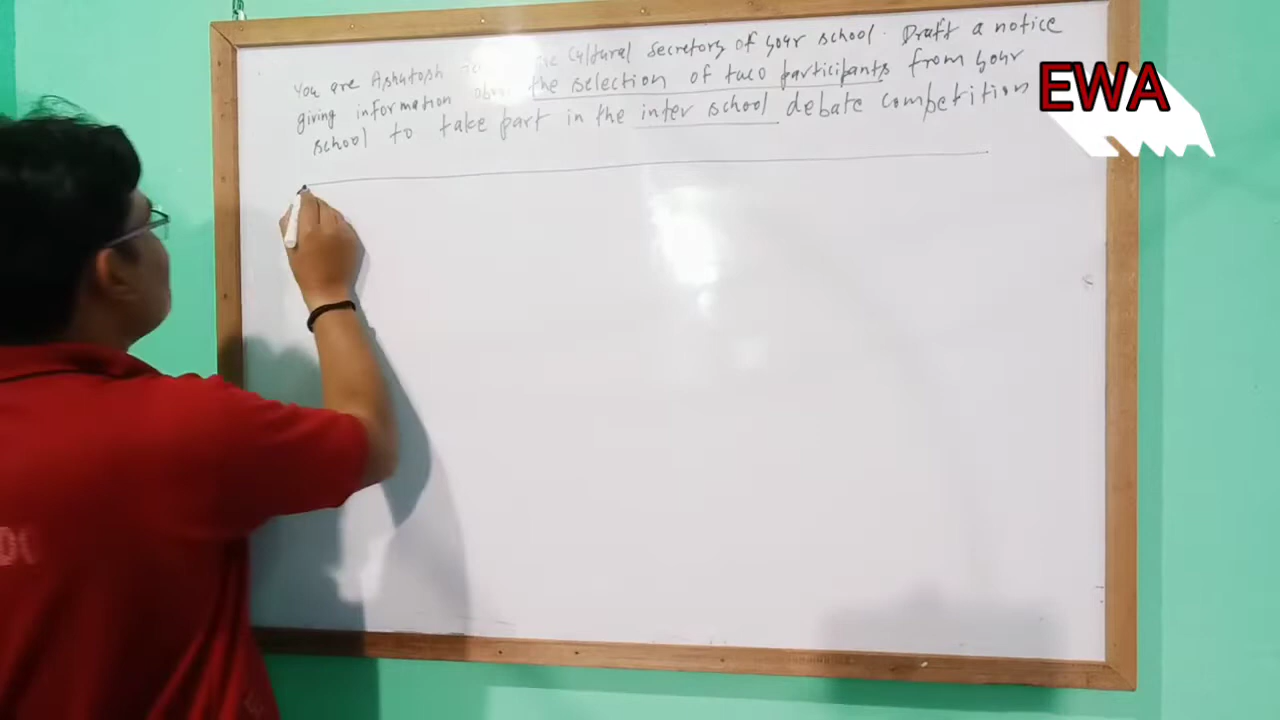 You are Ashutosh the Cultural Secretary of your school. Draft a notice
giving information about the selection of two participants from your
school to take part in the inter school debate competition
EWA